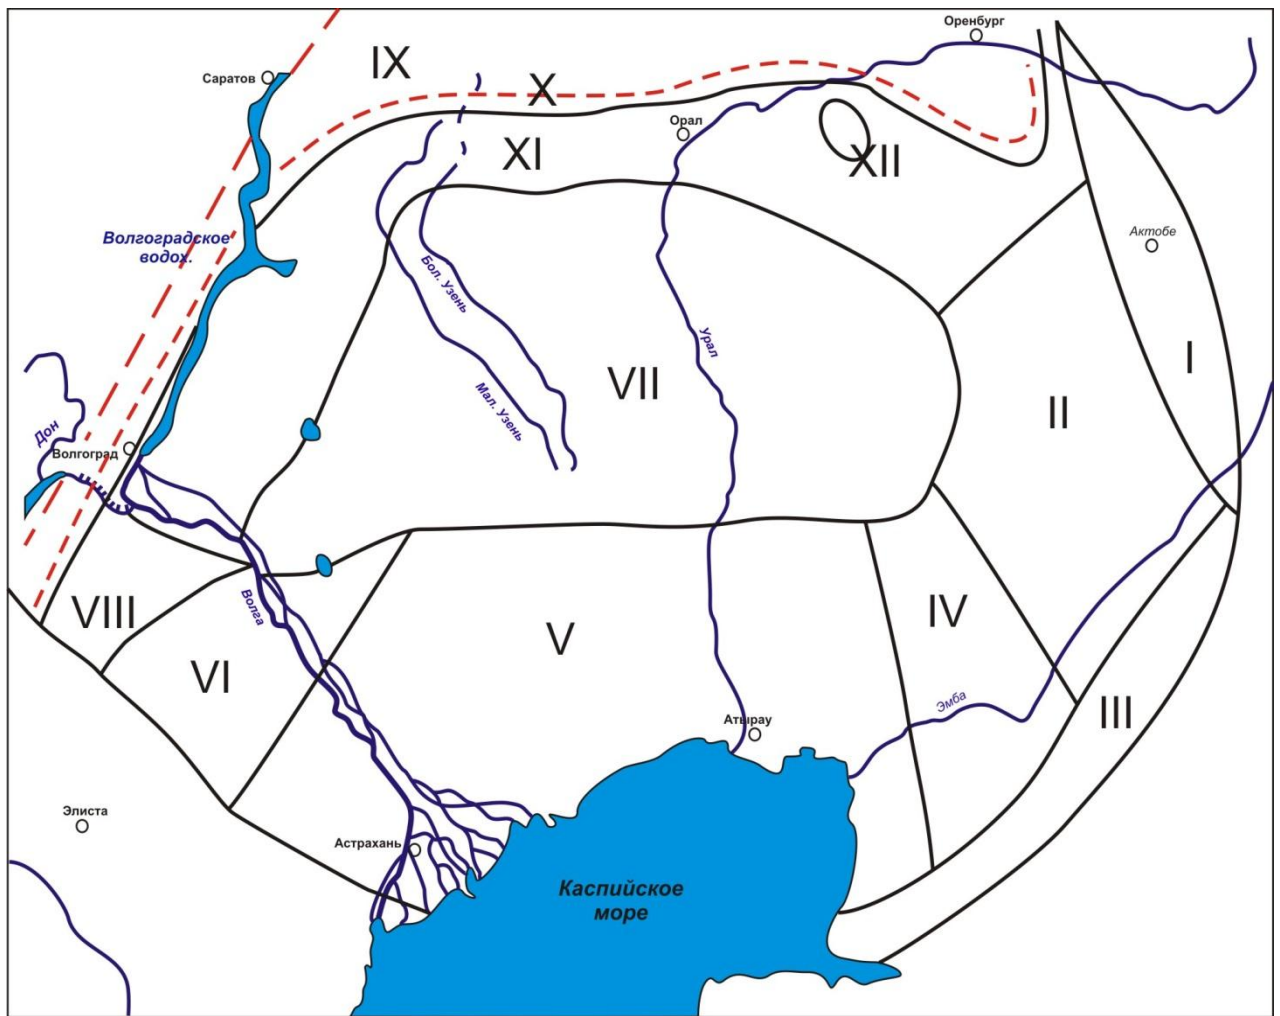 Оренбург
IX
Саратов
X
Орал
XI
XII
Волгоградское
водох.
Актобе
Бол. Узень
Урал
I
VII
Мал. Узень
II
Дон
Волгоград
Волга
VIII
IV
V
VI
Эмба
III
Атырау
Элиста
Астрахань
Каспийское
море